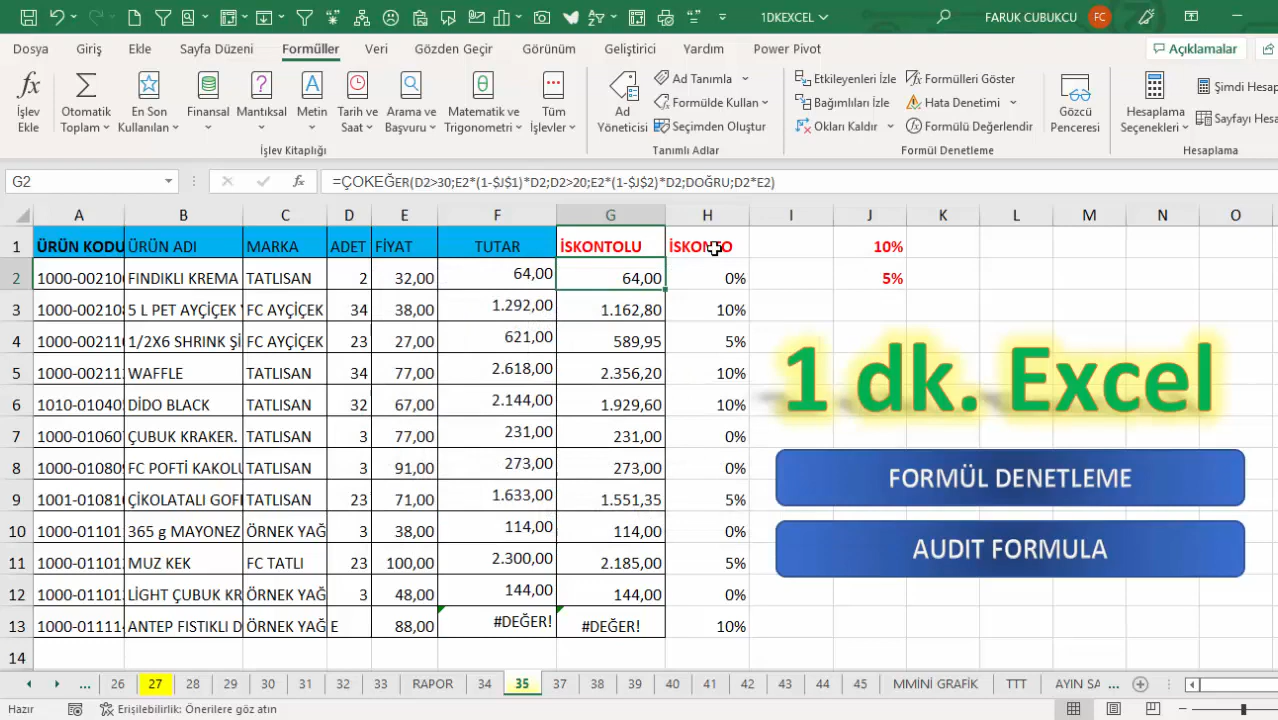 1DKEXCEL
FARUK CUBUKCU FC
Dosya Giriş Ekle Sayfa Düzeni Formüller Veri Gözden Geçir Görünüm Geliştirici Yardım Power Pivot Açıklamalar
İşlev Ekle
Otomatik Toplam
En Son Kullanılan
Finansal
Mantıksal
Metin
Tarih ve Saat
Arama ve Başvuru
Matematik ve Trigonometri
Tüm İşlevler
İşlev Kitaplığı
Ad Yöneticisi
Ad Tanımla
Formülde Kullan
Seçimden Oluştur
Tanımlı Adlar
Etkileyenleri İzle
Bağımlıları İzle
Okları Kaldır
Formülleri Göster
Hata Denetimi
Formülü Değerlendir
Gözcü Penceresi
Formül Denetleme
Hesaplama Seçenekleri
Şimdi Hesap
Sayfayı Hesa
Hesaplama
G2 fx =ÇOKEĞER(D2>30;E2*(1-$J$1)*D2;D2>20;E2*(1-$J$2)*D2;DOĞRU;D2*E2)
A B C D E F G H I J K L M N O
1 ÜRÜN KODU ÜRÜN ADI MARKA ADET FİYAT TUTAR İSKONTOLU İSKONTO 10%
2 1000-00210 FINDIKLI KREMA TATLISAN 2 32,00 64,00 64,00 0% 5%
3 1000-00210 5 L PET AYÇİÇEK FC AYÇİÇEK 34 38,00 1.292,00 1.162,80 10%
4 1000-00211 1/2X6 SHRINK Şİ FC AYÇİÇEK 23 27,00 621,00 589,95 5%
5 1000-00211 WAFFLE TATLISAN 34 77,00 2.618,00 2.356,20 10%
6 1010-01040 DİDO BLACK TATLISAN 32 67,00 2.144,00 1.929,60 10%
7 1000-01060 ÇUBUK KRAKER. TATLISAN 3 77,00 231,00 231,00 0%
8 1000-01080 FC POFTİ KAKOLU TATLISAN 3 91,00 273,00 273,00 0%
9 1001-01081 ÇİKOLATALI GOFI TATLISAN 23 71,00 1.633,00 1.551,35 5%
10 1000-01101 365 g MAYONEZ ÖRNEK YAĞ 3 38,00 114,00 114,00 0%
11 1000-01101 MUZ KEK FC TATLI 23 100,00 2.300,00 2.185,00 5%
12 1000-01101 LİGHT ÇUBUK KR ÖRNEK YAĞ 3 48,00 144,00 144,00 0%
13 1000-01111 ANTEP FISTIKLI D ÖRNEK YAĞ E 88,00 #DEĞER! #DEĞER! 10%
14
1 dk. Excel
FORMÜL DENETLEME
AUDIT FORMULA
... 26 27 28 29 30 31 32 33 RAPOR 34 35 37 38 39 40 41 42 43 44 45 MMİNİ GRAFİK TTT AYIN SA ...
Hazır Erişilebilirlik: Önerilere göz atın